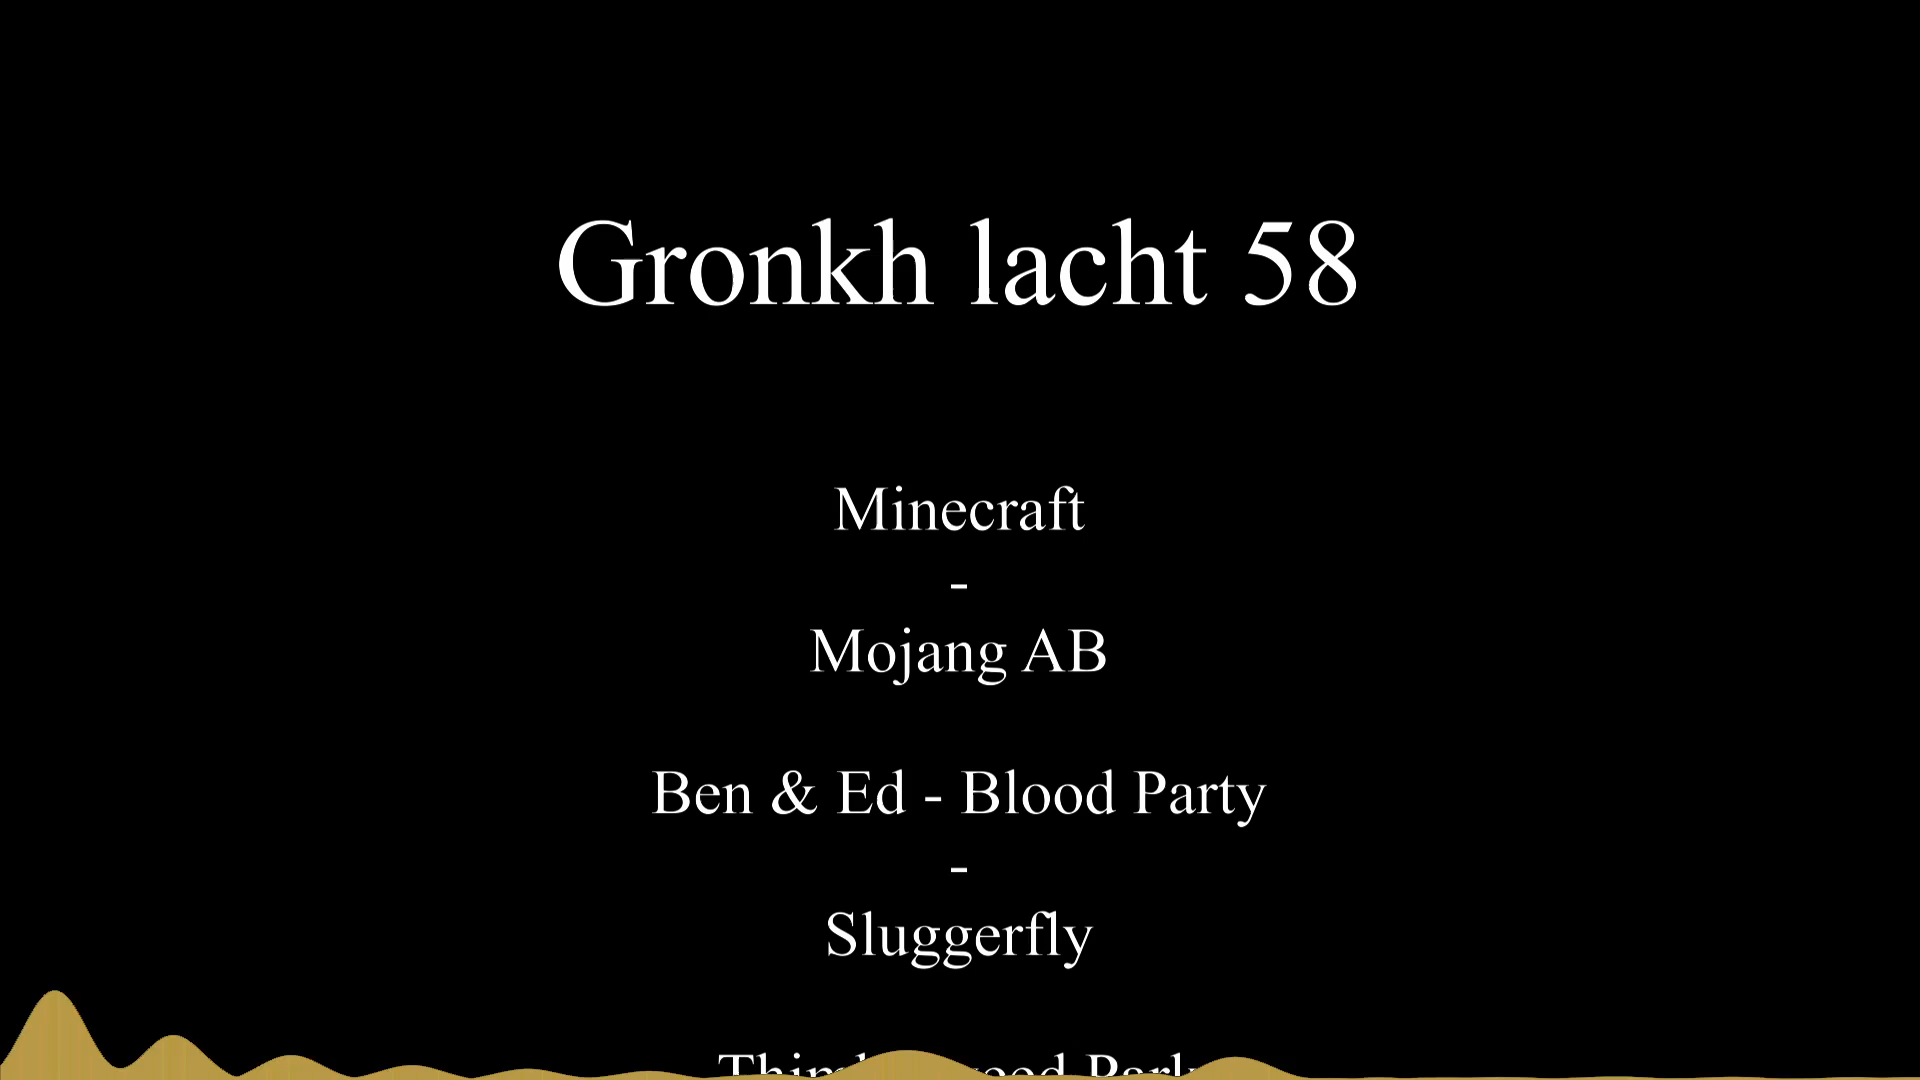 Gronkh lacht 58
Minecraft
-
Mojang AB
Ben & Ed - Blood Party
-
Sluggerfly